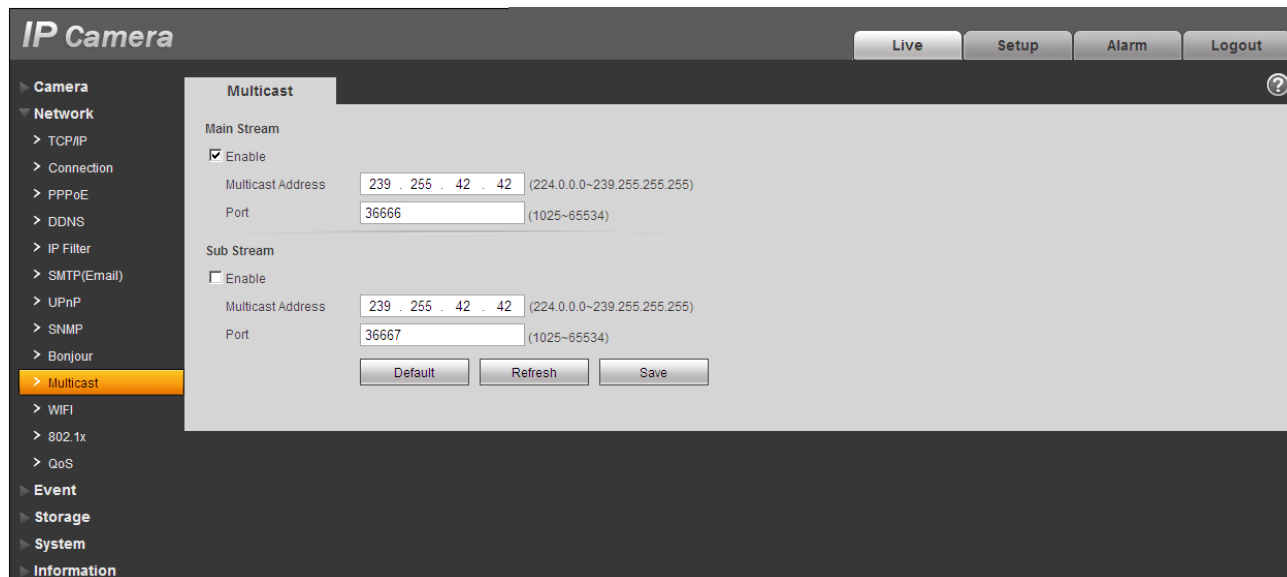 IP Camera
Live Setup Alarm Logout
?
Camera
Network
> TCP/IP
> Connection
> PPPoE
> DDNS
> IP Filter
> SMTP(Email)
> UPnP
> SNMP
> Bonjour
> Multicast
> WIFI
> 802.1x
> QoS
Event
Storage
System
Information
Multicast
Main Stream
Enable
Multicast Address 239 . 255 . 42 . 42 (224.0.0.0~239.255.255.255)
Port 36666 (1025~65534)
Sub Stream
Enable
Multicast Address 239 . 255 . 42 . 42 (224.0.0.0~239.255.255.255)
Port 36667 (1025~65534)
Default Refresh Save